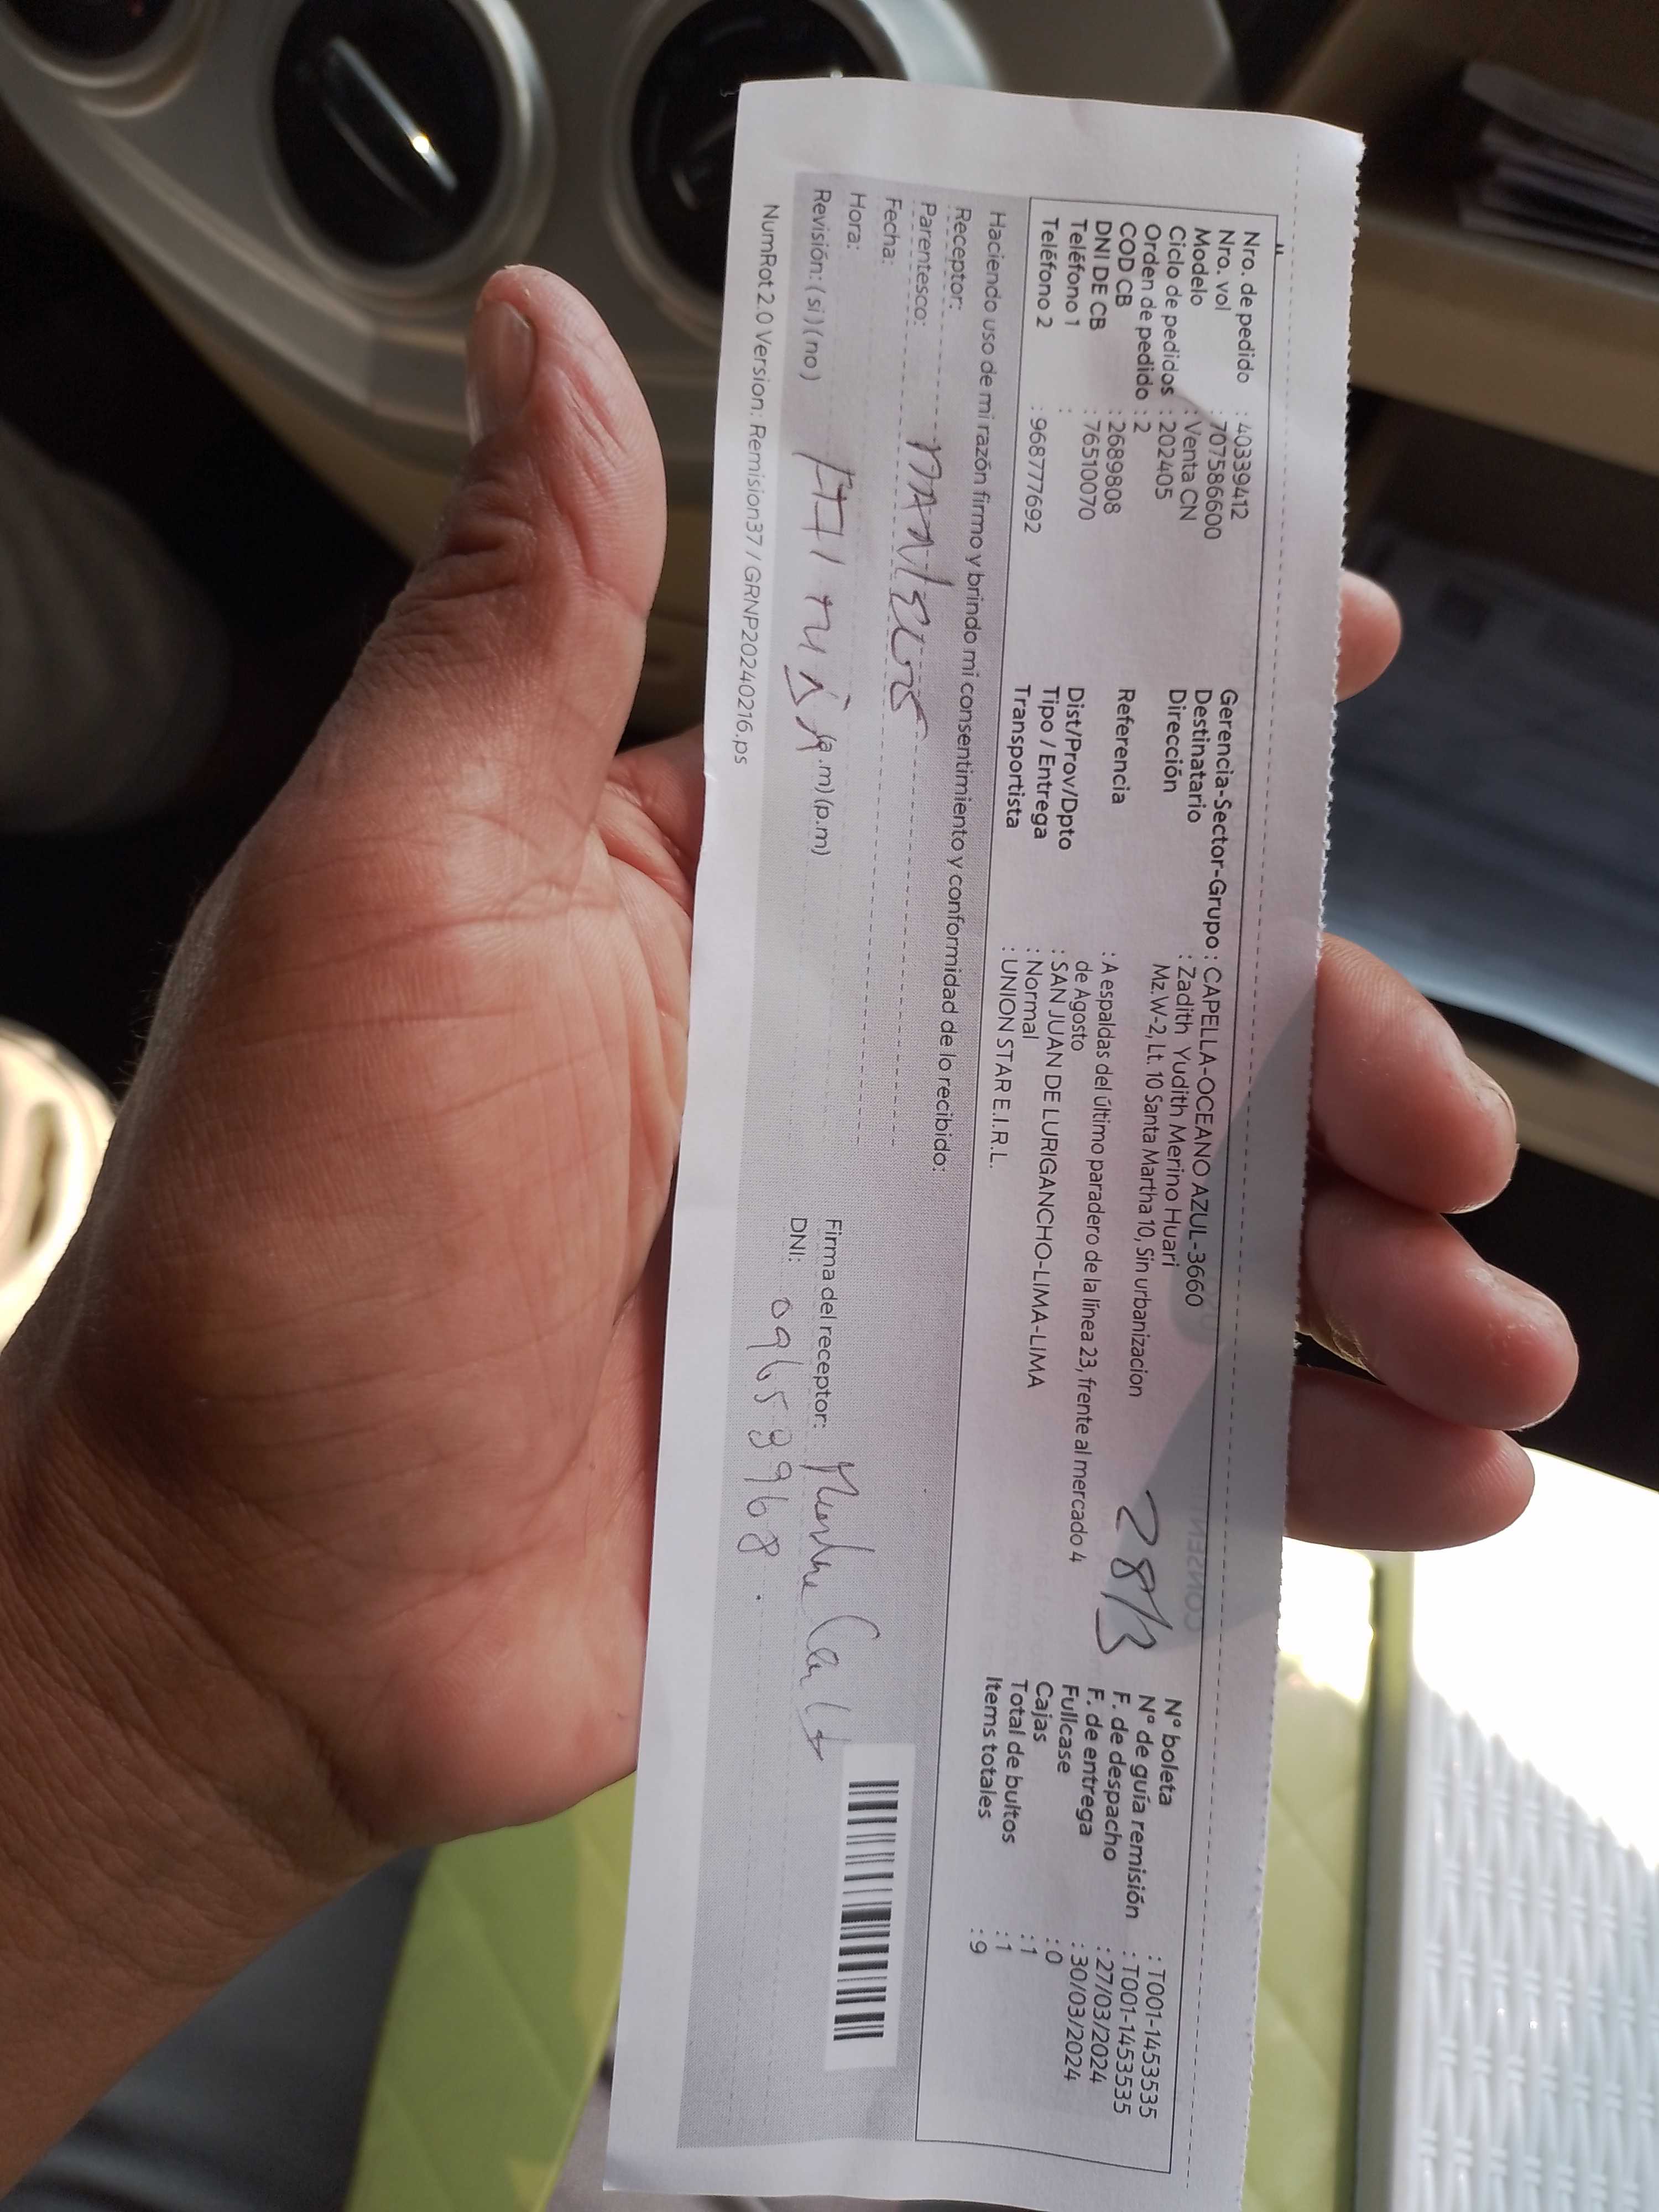 Nro. de pedido : 40339412
Nro. vol : 707586600
Modelo : Venta CN
Ciclo de pedidos : 202405
Orden de pedido : 2
COD CB : 2689808
DNI DE CB : 76510070
Teléfono 1 :
Teléfono 2 : 968777692
Gerencia-Sector-Grupo : CAPELLA-OCEANO AZUL-3660
Destinatario : Zadith Yudith Merino Huari
Dirección Mz.W-2, Lt. 10 Santa Martha 10, Sin urbanizacion
Referencia : A espaldas del último paradero de la línea 23, frente al mercado 4
de Agosto
Dist/Prov/Dpto : SAN JUAN DE LURIGANCHO-LIMA-LIMA
Tipo / Entrega : Normal
Transportista : UNION STAR E.I.R.L.
28/3
N° boleta : T001-1453535
N° de guía remisión : T001-1453535
F. de despacho : 27/03/2024
F. de entrega : 30/03/2024
Fullcase : 0
Cajas : 1
Total de bultos : 1
Items totales : 9
Haciendo uso de mi razón firmo y brindo mi consentimiento y conformidad de lo recibido:
Receptor:
Parentesco:
Fecha:
Hora: (a.m) (p.m)
Revisión: ( si ) ( no )
Firma del receptor:
DNI: 09658968
NumRot 2.0 Version: Remision37 / GRNP20240216.ps